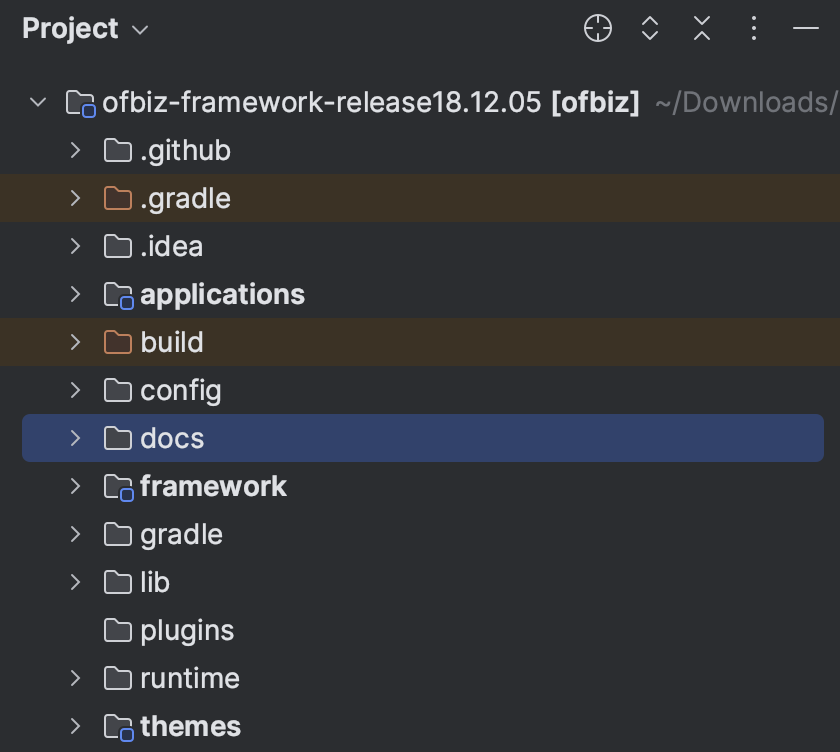 Project
ofbiz-framework-release18.12.05 [ofbiz] ~/Downloads/
.github
.gradle
.idea
applications
build
config
docs
framework
gradle
lib
plugins
runtime
themes